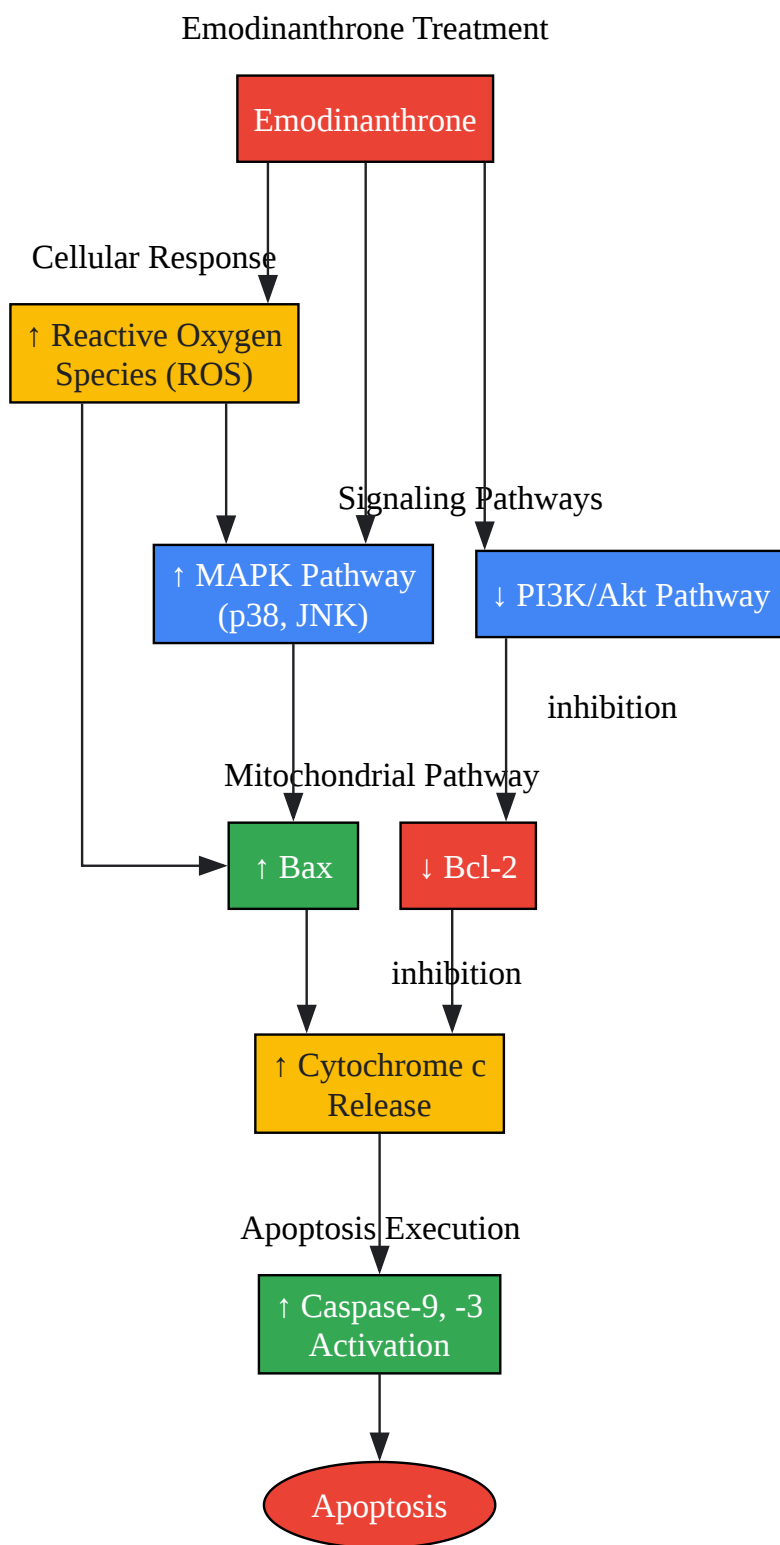 Emodinanthrone Treatment
Emodinanthrone
Cellular Response
↑ Reactive Oxygen
Species (ROS)
Signaling Pathways
↑ MAPK Pathway
(p38, JNK)
↓ PI3K/Akt Pathway
inhibition
Mitochondrial Pathway
↑ Bax
↓ Bcl-2
inhibition
↑ Cytochrome c
Release
Apoptosis Execution
↑ Caspase-9, -3
Activation
Apoptosis